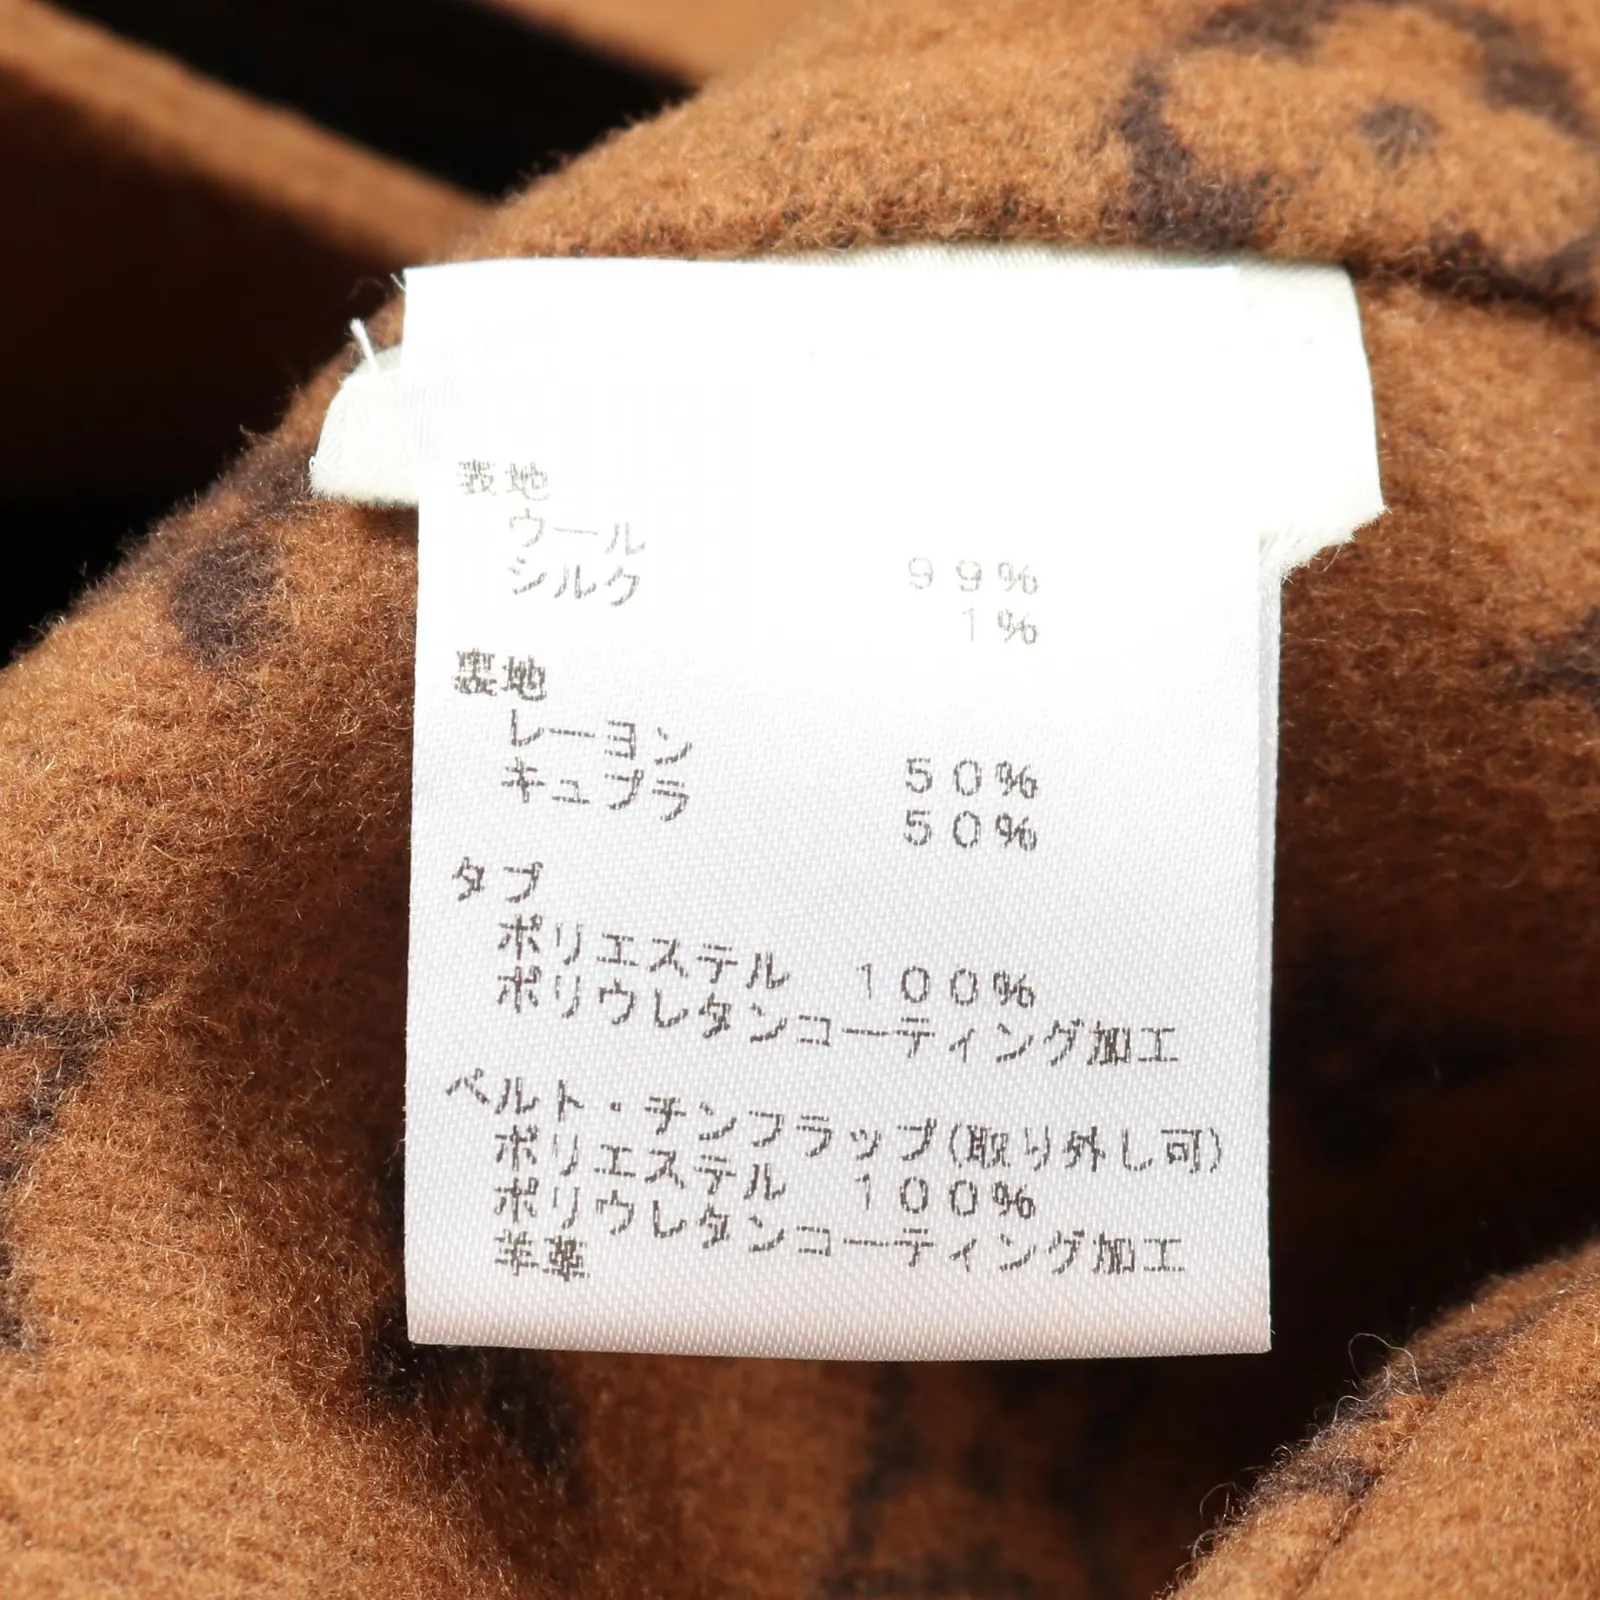 表地
ウール 99%
シルク 1%
裏地
レーヨン 50%
キュプラ 50%
タブ
ポリエステル 100%
ポリウレタンコーティング加工
ベルト・チンフラップ(取り外し可)
ポリエステル 100%
ポリウレタンコーティング加工
羊革